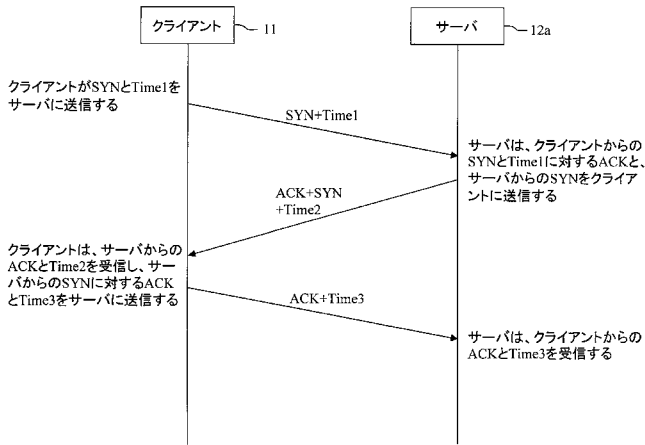 クライアント
11
サーバ
12a
クライアントがSYNとTime1を
サーバに送信する
SYN+Time1
サーバは、クライアントからの
SYNとTime1に対するACKと、
サーバからのSYNをクライア
ントに送信する
ACK+SYN
+Time2
クライアントは、サーバからの
ACKとTime2を受信し、サー
バからのSYNに対するACK
とTime3をサーバに送信する
ACK+Time3
サーバは、クライアントからの
ACKとTime3を受信する